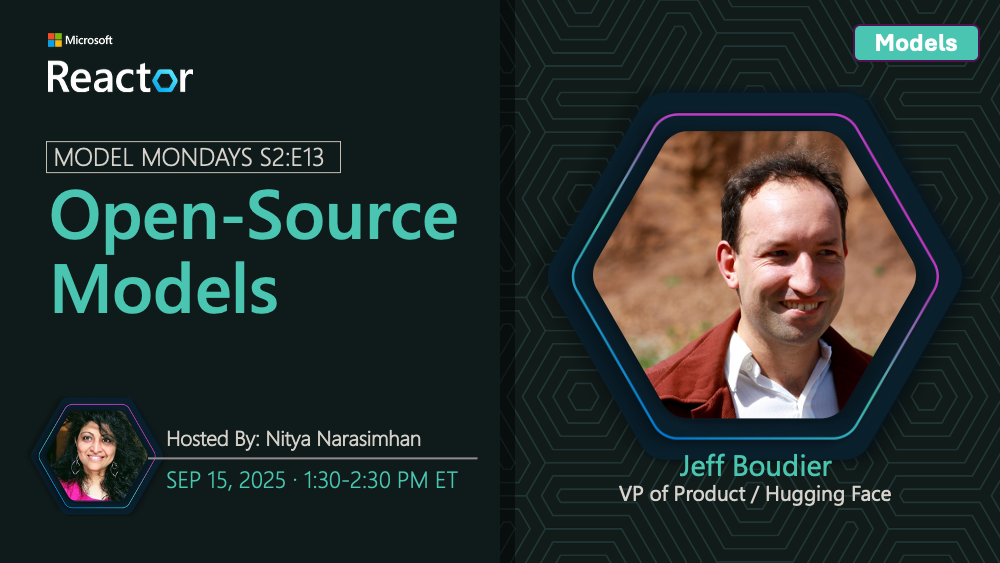 Microsoft
Reactor
MODEL MONDAYS S2:E13
Open-Source
Models
Hosted By: Nitya Narasimhan
SEP 15, 2025 · 1:30-2:30 PM ET
Models
Jeff Boudier
VP of Product / Hugging Face